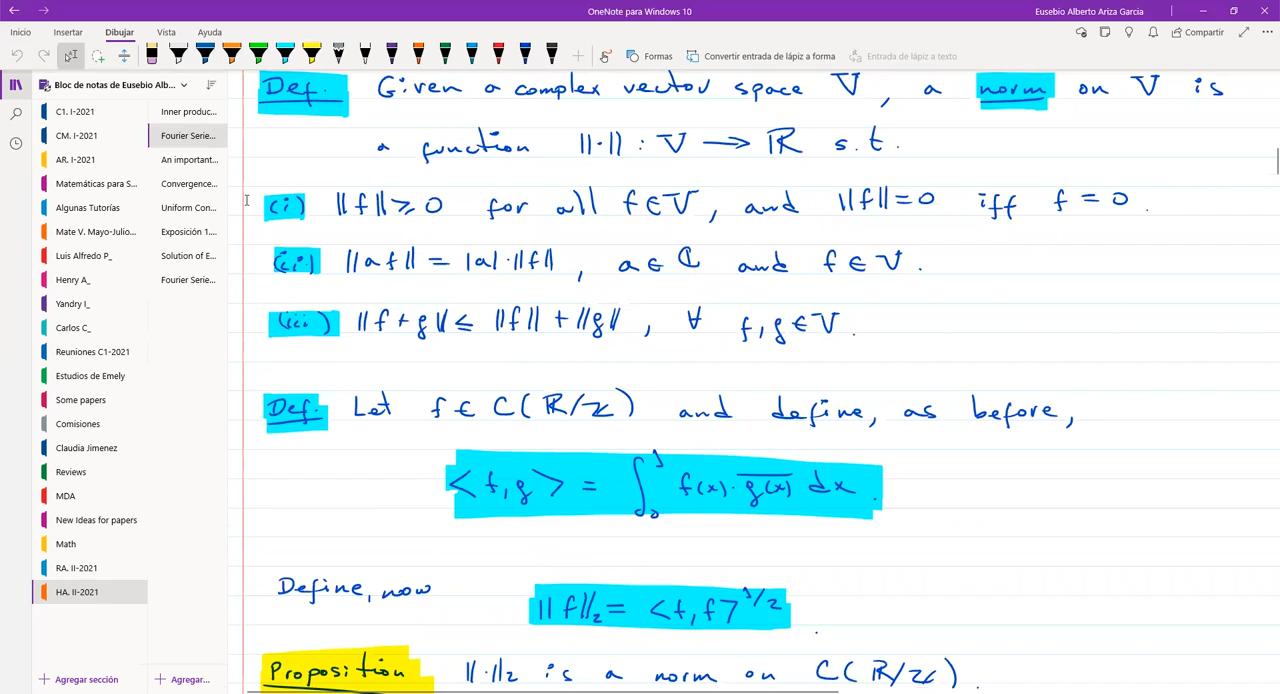 OneNote para Windows 10
Eusebio Alberto Ariza Garcia
Inicio Insertar Dibujar Vista Ayuda
Compartir
Formas Convertir entrada de lápiz a forma Entrada de lápiz a texto
Bloc de notas de Eusebio Alb...
C1. I-2021
CM. I-2021
AR. I-2021
Matemáticas para S...
Algunas Tutorías
Mate V. Mayo-Julio...
Luis Alfredo P_
Henry A_
Yandry I_
Carlos C_
Reuniones C1-2021
Estudios de Emely
Some papers
Comisiones
Claudia Jimenez
Reviews
MDA
New Ideas for papers
Math
RA. II-2021
HA. II-2021
Agregar sección
Inner produc...
Fourier Serie...
An important...
Convergence...
Uniform Con...
Exposición 1...
Solution of E...
Fourier Serie...
Agregar...
Def. Given a complex vector space V, a norm on V is
a function ||·|| : V → ℝ s.t.
(i) ||f|| ≥ 0 for all f ∈ V, and ||f|| = 0 iff f = 0.
(ii) ||a f|| = |a|·||f||, a ∈ ℂ and f ∈ V.
(iii) ||f + g|| ≤ ||f|| + ||g||, ∀ f, g ∈ V.
Def. Let f ∈ C(ℝ/ℤ) and define, as before,
<f, g> = ∫₀¹ f(x)·\overline{g(x)} dx.
Define, now
||f||₂ = <f, f>^{1/2}.
Proposition ||·||₂ is a norm on C(ℝ/ℤ).